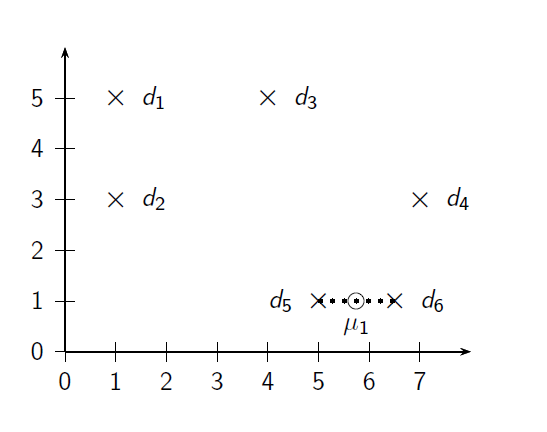 5 d₁ d₃
4
3 d₂ d₄
2
1 d₅ d₆
μ₁
0
0 1 2 3 4 5 6 7